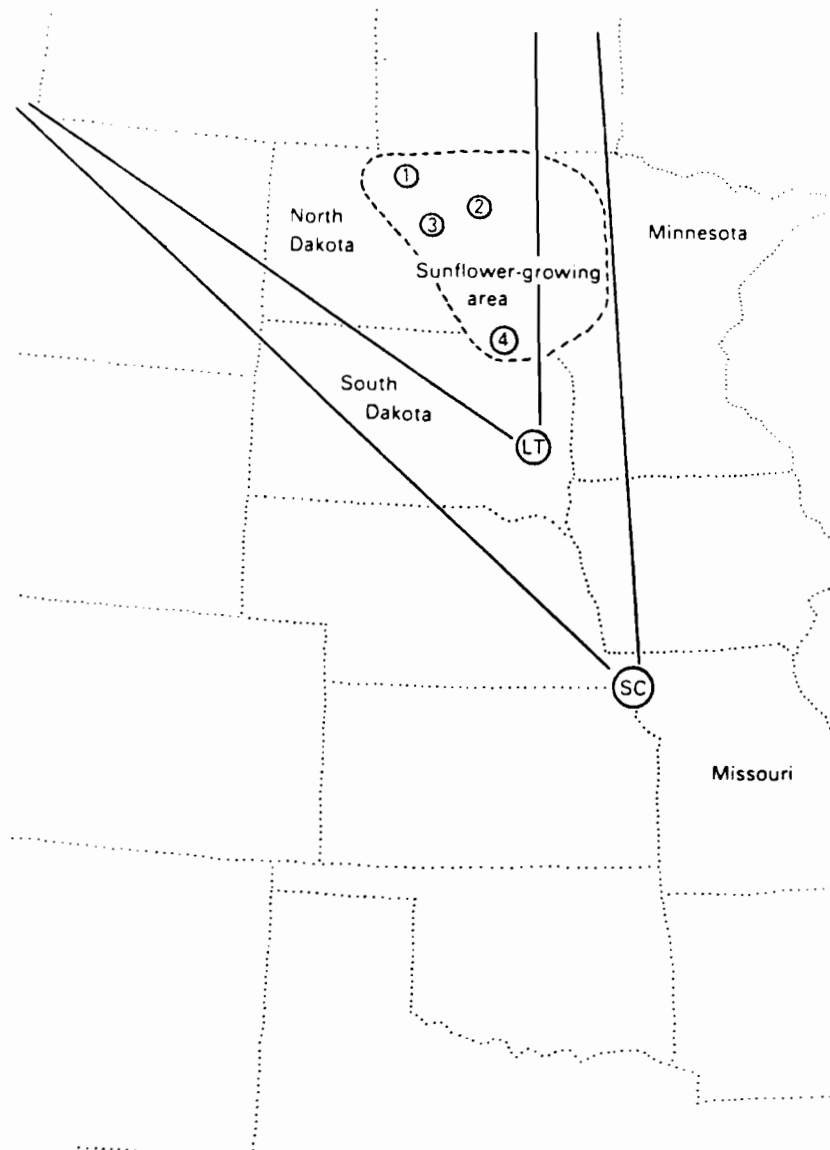 1
2
3
North
Dakota
Minnesota
Sunflower-growing
area
4
South
Dakota
LT
SC
Missouri